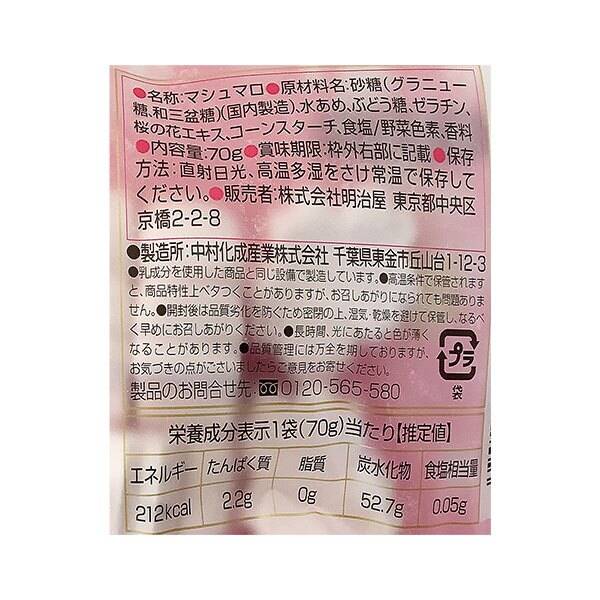 ●名称:マシュマロ●原材料名:砂糖(グラニュー
糖、和三盆糖)(国内製造)、水あめ、ぶどう糖、ゼラチン、
桜の花エキス、コーンスターチ、食塩/野菜色素、香料
●内容量:70g●賞味期限:枠外右部に記載●保存
方法:直射日光、高温多湿をさけ常温で保存して
ください。●販売者:株式会社明治屋 東京都中央区
京橋2-2-8
●製造所:中村化成産業株式会社 千葉県東金市丘山台1-12-3
●乳成分を使用した商品と同じ設備で製造しています。●高温条件で保管されます
と、商品特性上ベタつくことがありますが、お召しあがりになられても問題ありま
せん。●開封後は品質劣化を防ぐため密閉の上、湿気・乾燥を避けて保管し、なるべ
く早めにお召しあがりください。●長時間、光にあたると色が薄く
なることがあります。●品質管理には万全を期しておりますが、
お気づきの点がございましたらご意見をお寄せください。
製品のお問合せ先:0120-565-580
プラ
袋
栄養成分表示1袋(70g)当たり【推定値】
エネルギー たんぱく質 脂質 炭水化物 食塩相当量
212kcal 2.2g 0g 52.7g 0.05g